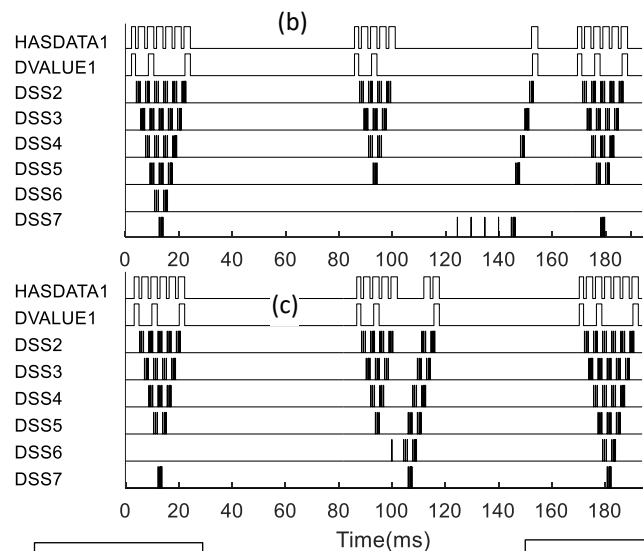 (b)
HASDATA1
DVALUE1
DSS2
DSS3
DSS4
DSS5
DSS6
DSS7
0 20 40 60 80 100 120 140 160 180
(c)
HASDATA1
DVALUE1
DSS2
DSS3
DSS4
DSS5
DSS6
DSS7
0 20 40 60 80 100 120 140 160 180
Time(ms)